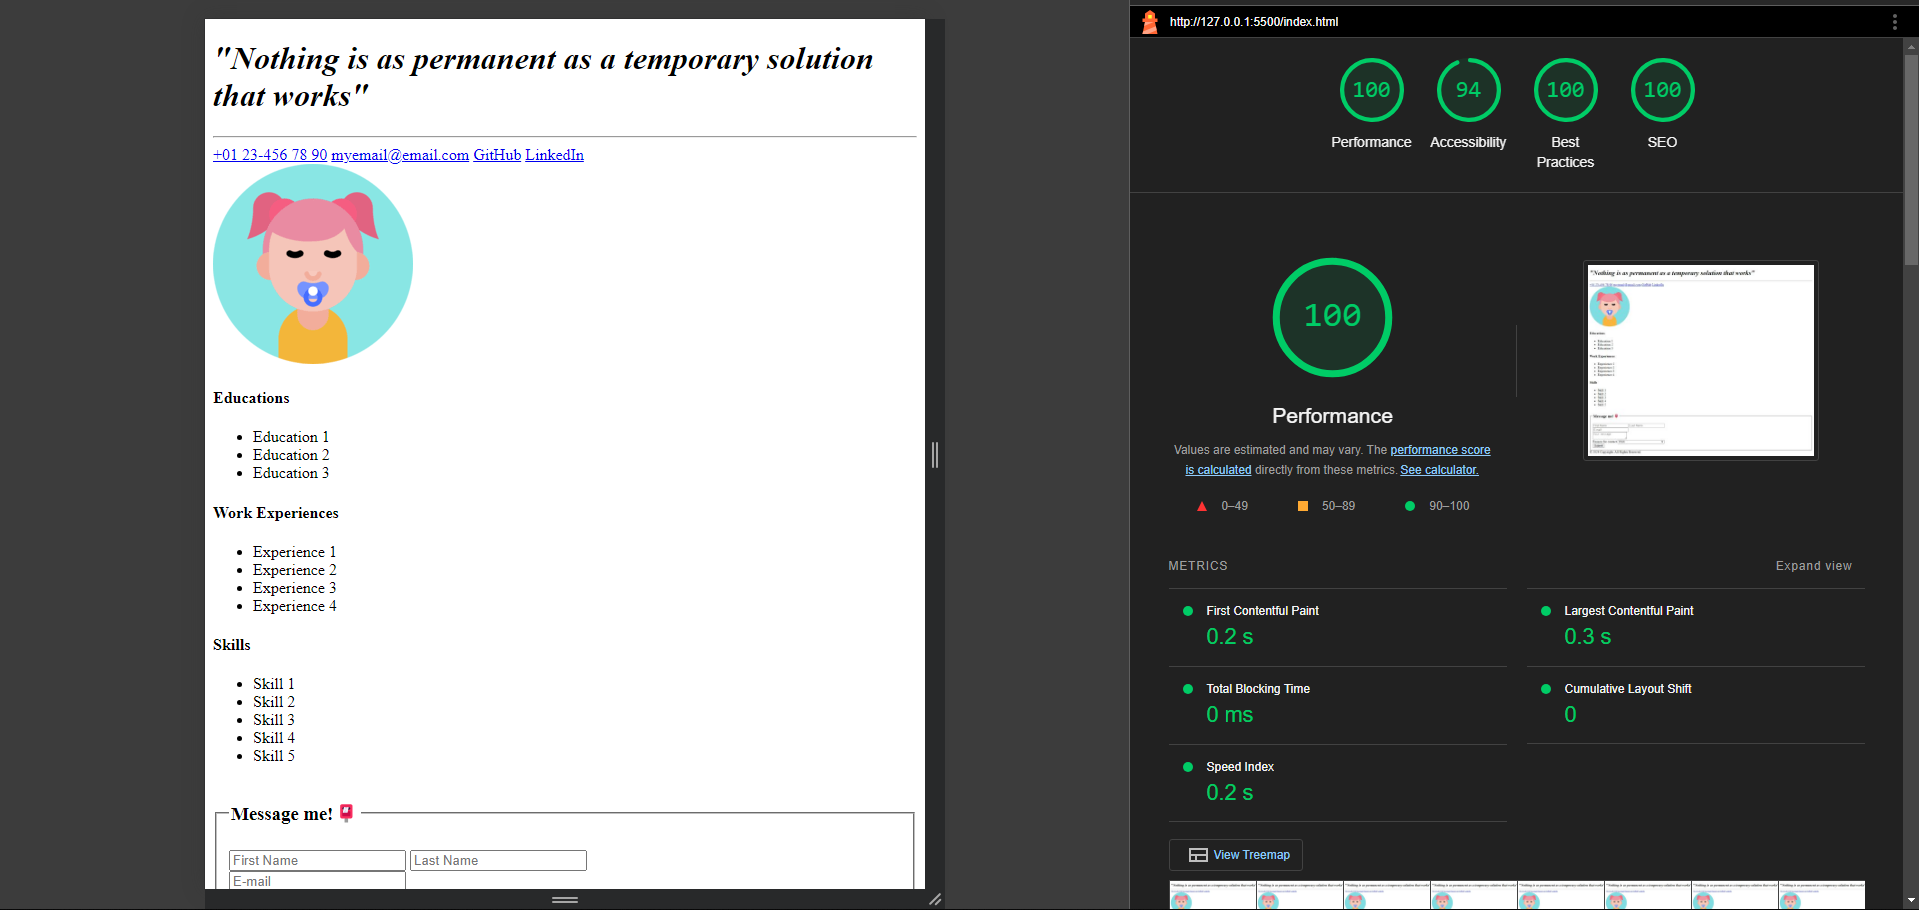 "Nothing is as permanent as a temporary solution
that works"
+01 23-456 78 90 myemail@email.com GitHub LinkedIn
Educations
Education 1
Education 2
Education 3
Work Experiences
Experience 1
Experience 2
Experience 3
Experience 4
Skills
Skill 1
Skill 2
Skill 3
Skill 4
Skill 5
Message me!
First Name Last Name
E-mail
http://127.0.0.1:5500/index.html
100 94 100 100
Performance Accessibility Best Practices SEO
100
Performance
Values are estimated and may vary. The performance score
is calculated directly from these metrics. See calculator.
0–49 50–89 90–100
METRICS Expand view
First Contentful Paint
0.2 s
Largest Contentful Paint
0.3 s
Total Blocking Time
0 ms
Cumulative Layout Shift
0
Speed Index
0.2 s
View Treemap